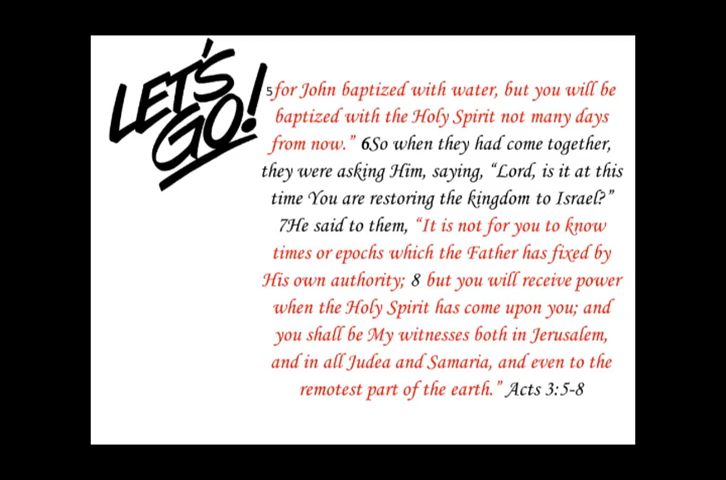 LET'S
GO!
5for John baptized with water, but you will be
baptized with the Holy Spirit not many days
from now.” 6So when they had come together,
they were asking Him, saying, “Lord, is it at this
time You are restoring the kingdom to Israel?”
7He said to them, “It is not for you to know
times or epochs which the Father has fixed by
His own authority; 8 but you will receive power
when the Holy Spirit has come upon you; and
you shall be My witnesses both in Jerusalem,
and in all Judea and Samaria, and even to the
remotest part of the earth.” Acts 3:5-8